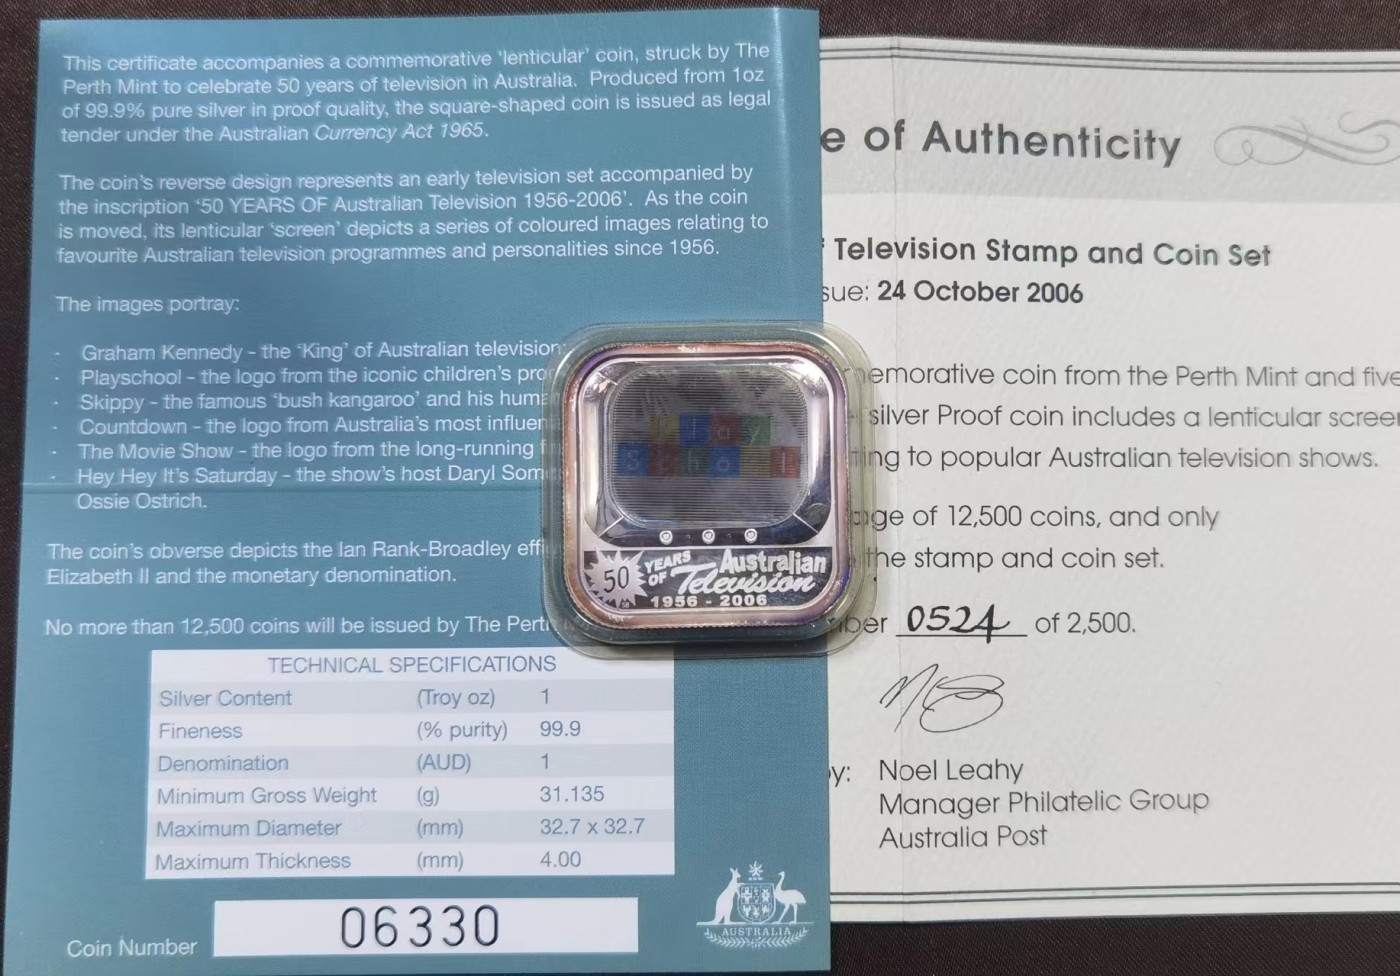 This certificate accompanies a commemorative 'lenticular' coin, struck by The
Perth Mint to celebrate 50 years of television in Australia. Produced from 1oz
of 99.9% pure silver in proof quality, the square-shaped coin is issued as legal
tender under the Australian Currency Act 1965.
The coin's reverse design represents an early television set accompanied by
the inscription '50 YEARS OF Australian Television 1956-2006'. As the coin
is moved, its lenticular 'screen' depicts a series of coloured images relating to
favourite Australian television programmes and personalities since 1956.
The images portray:
- Graham Kennedy – the 'King' of Australian television
- Playschool – the logo from the iconic children's pro
- Skippy – the famous 'bush kangaroo' and his huma
- Countdown – the logo from Australia's most influen
- The Movie Show – the logo from the long-running f
- Hey Hey It's Saturday – the show's host Daryl Som
Ossie Ostrich.
The coin's obverse depicts the Ian Rank-Broadley effi
Elizabeth II and the monetary denomination.
No more than 12,500 coins will be issued by The Perth
TECHNICAL SPECIFICATIONS
Silver Content (Troy oz) 1
Fineness (% purity) 99.9
Denomination (AUD) 1
Minimum Gross Weight (g) 31.135
Maximum Diameter (mm) 32.7 x 32.7
Maximum Thickness (mm) 4.00
Coin Number 06330
AUSTRALIA
Play
School
50 YEARS OF Australian
Television
1956 - 2006
e of Authenticity
Television Stamp and Coin Set
sue: 24 October 2006
emorative coin from the Perth Mint and five
silver Proof coin includes a lenticular screen
ing to popular Australian television shows.
ge of 12,500 coins, and only
the stamp and coin set.
ber 0524 of 2,500.
y: Noel Leahy
Manager Philatelic Group
Australia Post